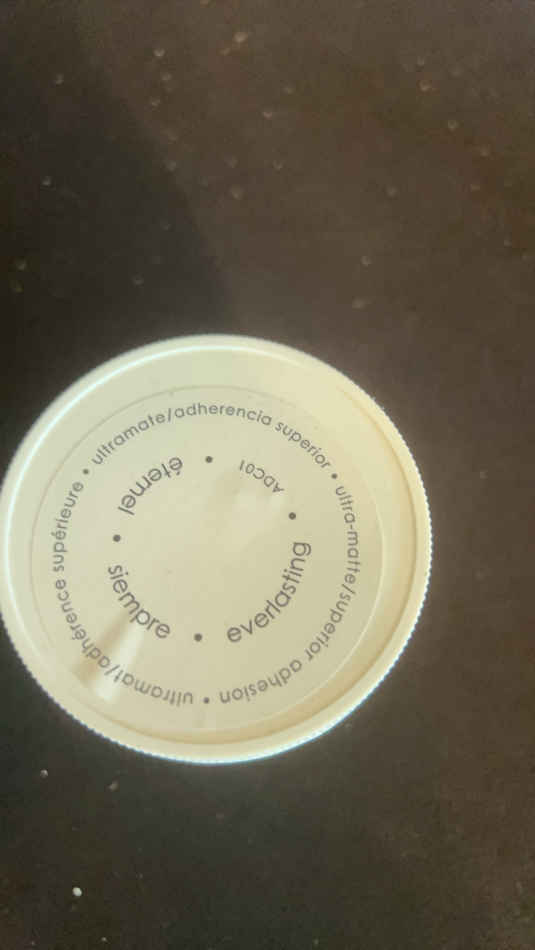 ultra-matte/superior adhesion • ultramat/adhérence supérieure • ultramate/adherencia superior •
everlasting • siempre • éternel •
ADC01